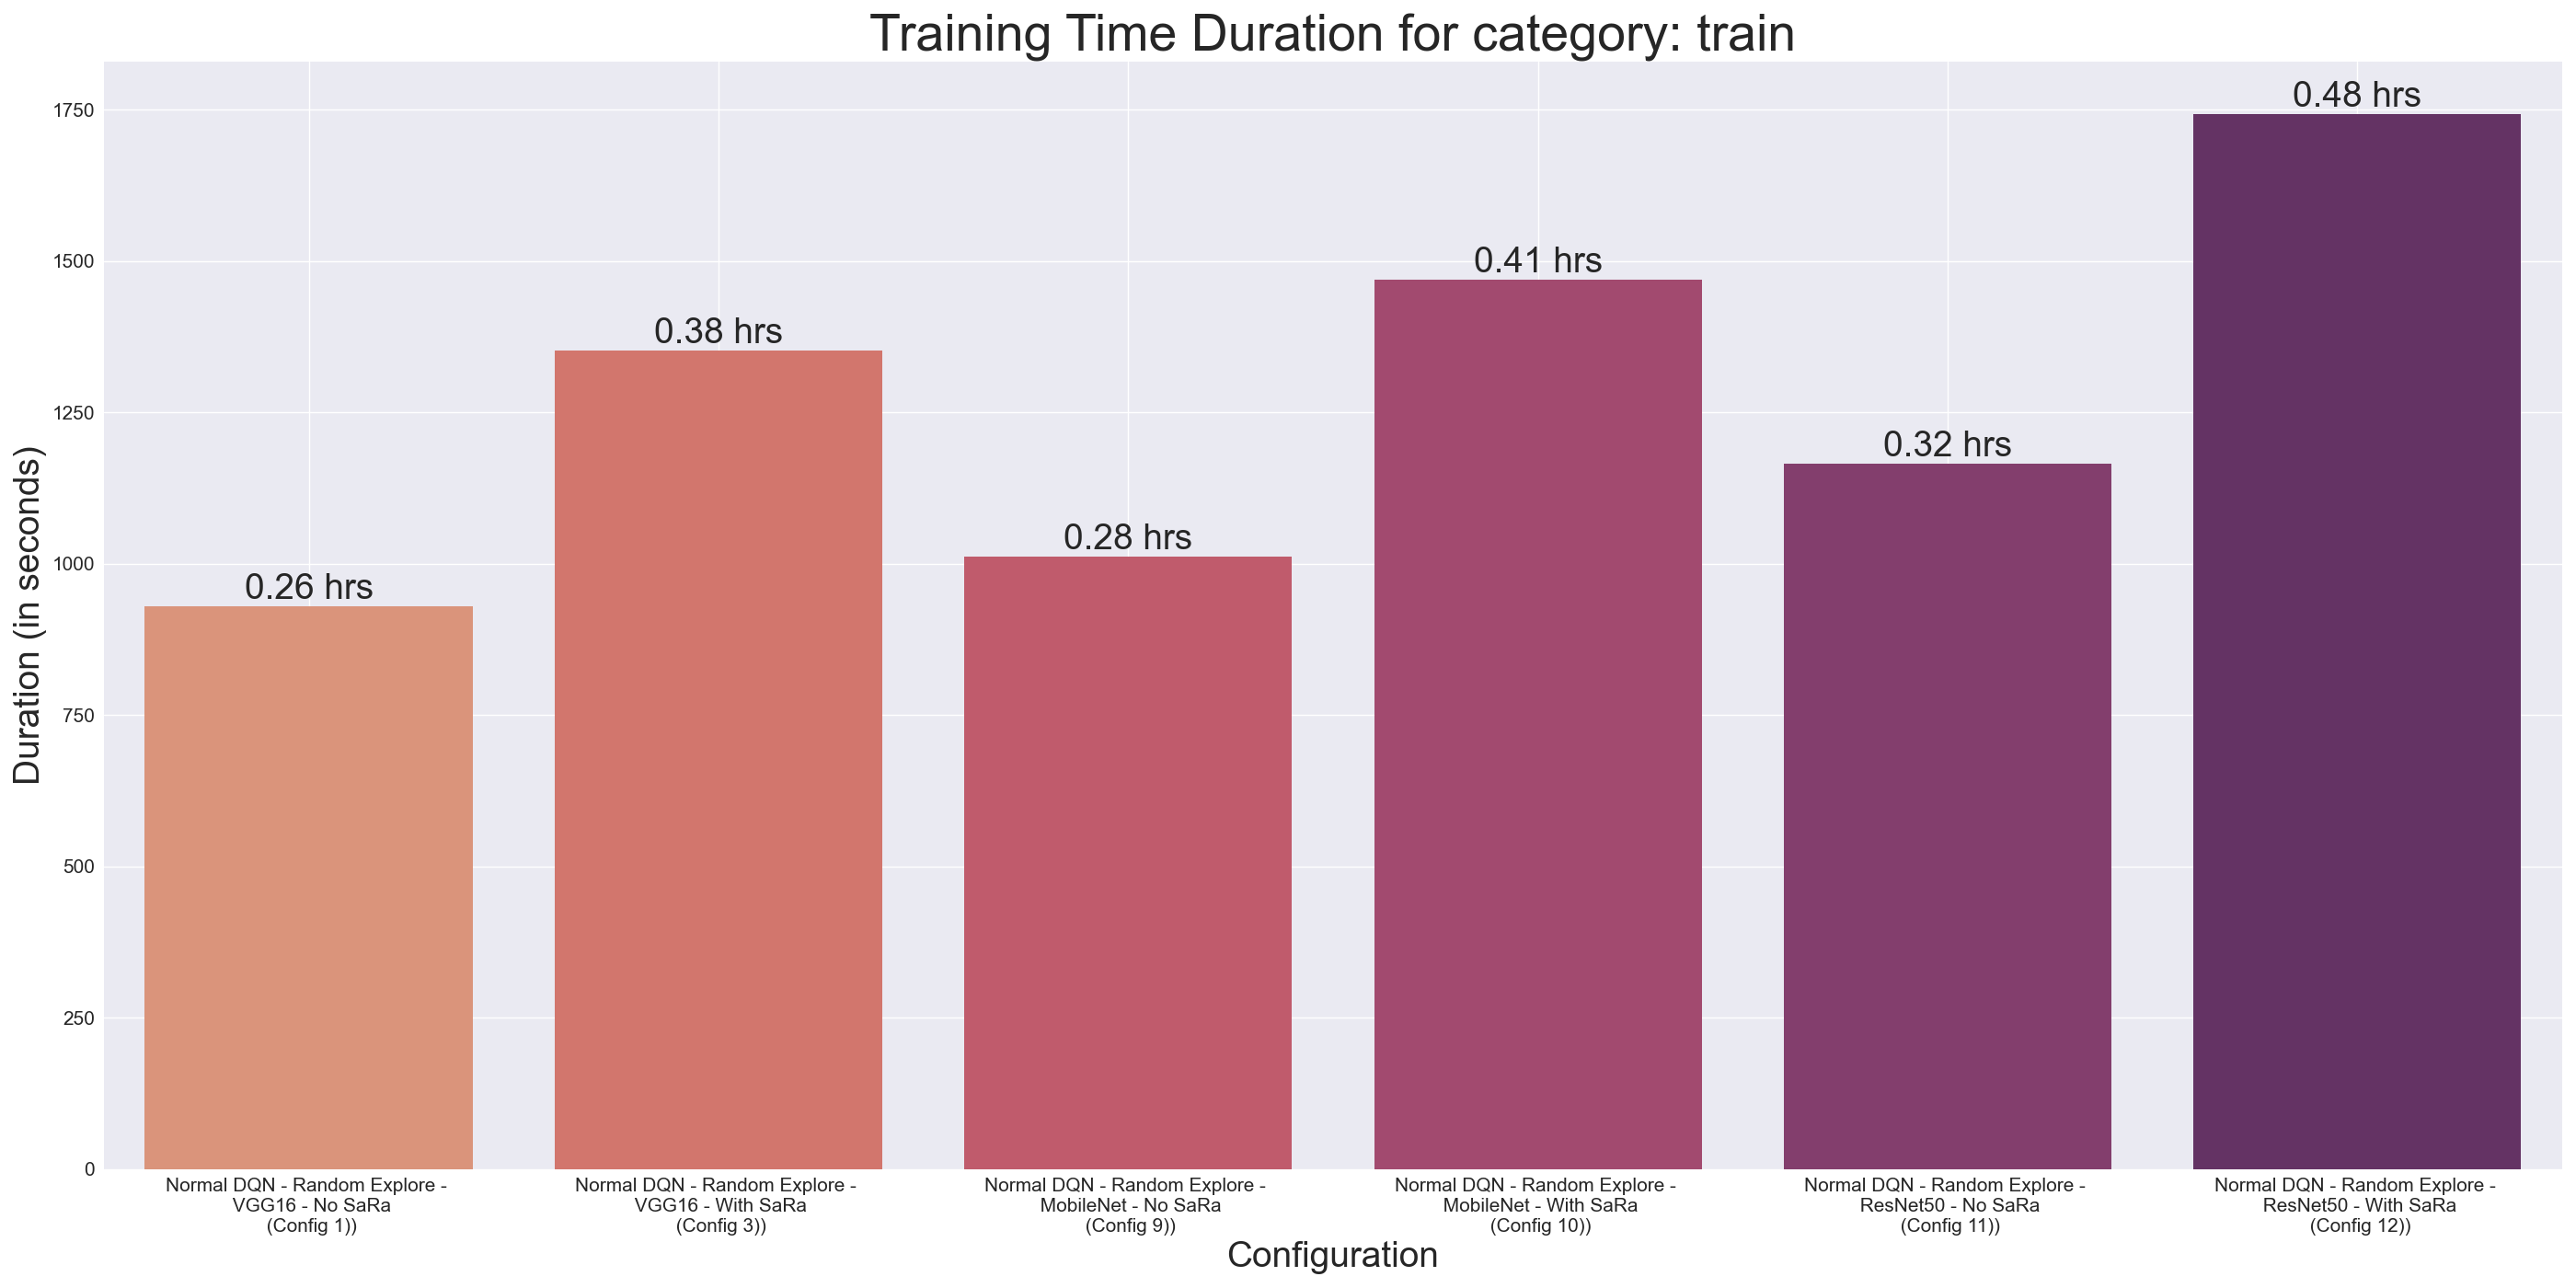 Training Time Duration for category: train
Duration (in seconds)
1750
1500
1250
1000
750
500
250
0
0.26 hrs
0.38 hrs
0.28 hrs
0.41 hrs
0.32 hrs
0.48 hrs
Normal DQN - Random Explore -
VGG16 - No SaRa
(Config 1))
Normal DQN - Random Explore -
VGG16 - With SaRa
(Config 3))
Normal DQN - Random Explore -
MobileNet - No SaRa
(Config 9))
Normal DQN - Random Explore -
MobileNet - With SaRa
(Config 10))
Normal DQN - Random Explore -
ResNet50 - No SaRa
(Config 11))
Normal DQN - Random Explore -
ResNet50 - With SaRa
(Config 12))
Configuration